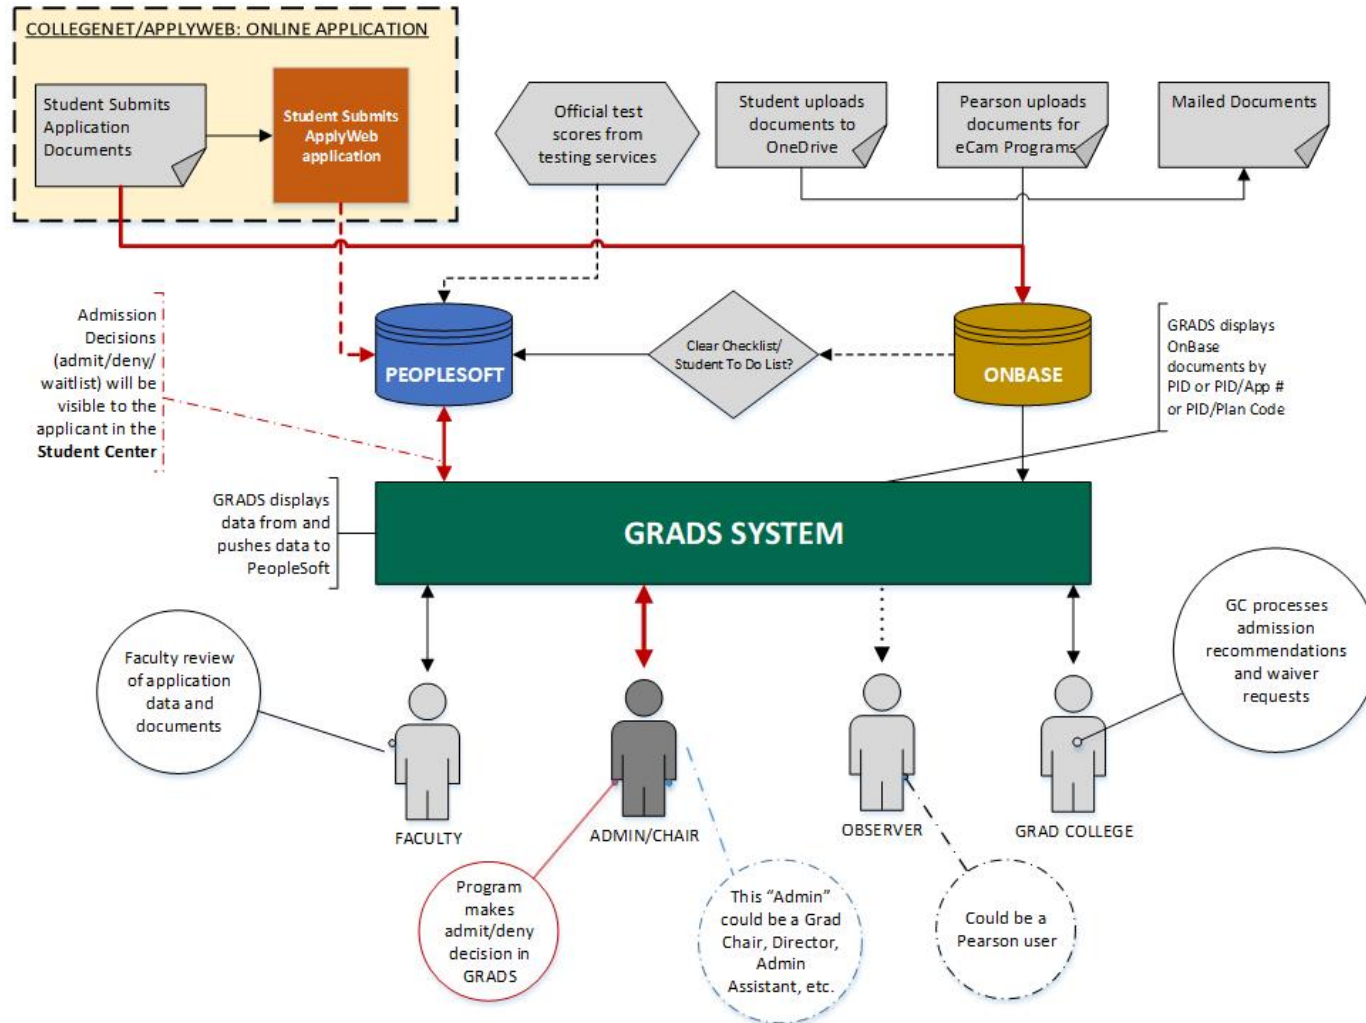 COLLEGENET/APPLYWEB: ONLINE APPLICATION
Student Submits
Application
Documents
Student Submits
ApplyWeb
application
Official test
scores from
testing services
Student uploads
documents to
OneDrive
Pearson uploads
documents for
eCam Programs
Mailed Documents
Admission
Decisions
(admit/deny/
waitlist) will be
visible to the
applicant in the
Student Center
PEOPLESOFT
Clear Checklist/
Student To Do List?
ONBASE
GRADS displays
OnBase
documents by
PID or PID/App #
or PID/Plan Code
GRADS displays
data from and
pushes data to
PeopleSoft
GRADS SYSTEM
Faculty review
of application
data and
documents
GC processes
admission
recommendations
and waiver
requests
FACULTY
ADMIN/CHAIR
OBSERVER
GRAD COLLEGE
Program
makes
admit/deny
decision in
GRADS
This “Admin”
could be a Grad
Chair, Director,
Admin
Assistant, etc.
Could be a
Pearson user